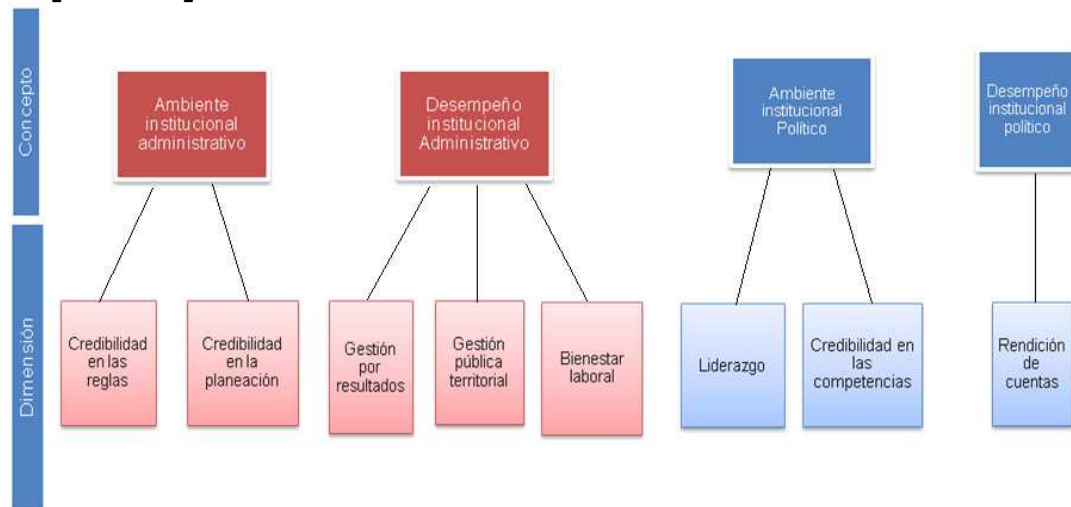 Concepto
Ambiente
institucional
administrativo
Desempeño
institucional
Administrativo
Ambiente
institucional
Político
Desempeño
institucional
político
Dimensión
Credibilidad
en las
reglas
Credibilidad
en la
planeación
Gestión
por
resultados
Gestión
pública
territorial
Bienestar
laboral
Liderazgo
Credibilidad en
las
competencias
Rendición
de
cuentas